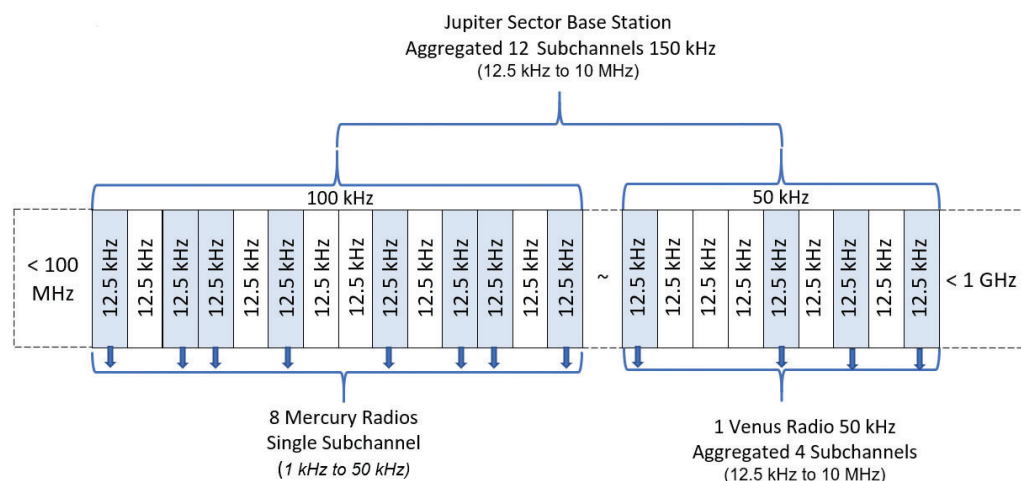 Jupiter Sector Base Station
Aggregated 12 Subchannels 150 kHz
(12.5 kHz to 10 MHz)
100 kHz
50 kHz
< 100
MHz
12.5 kHz
12.5 kHz
12.5 kHz
12.5 kHz
12.5 kHz
12.5 kHz
12.5 kHz
12.5 kHz
12.5 kHz
12.5 kHz
12.5 kHz
12.5 kHz
12.5 kHz
12.5 kHz
~
12.5 kHz
12.5 kHz
12.5 kHz
12.5 kHz
12.5 kHz
12.5 kHz
12.5 kHz
12.5 kHz
12.5 kHz
< 1 GHz
8 Mercury Radios
Single Subchannel
(1 kHz to 50 kHz)
1 Venus Radio 50 kHz
Aggregated 4 Subchannels
(12.5 kHz to 10 MHz)